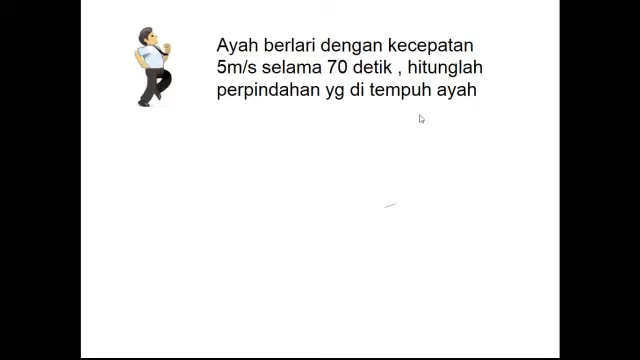 Ayah berlari dengan kecepatan
5m/s selama 70 detik , hitunglah
perpindahan yg di tempuh ayah